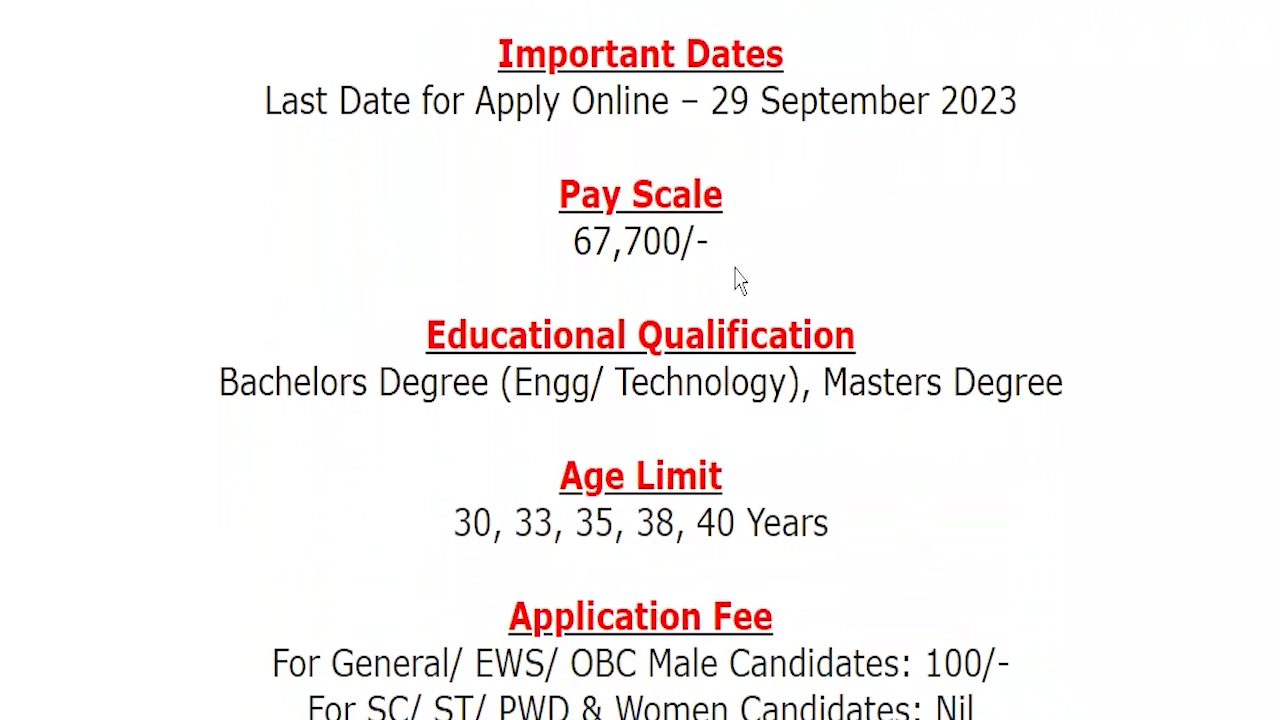 Important Dates
Last Date for Apply Online – 29 September 2023
Pay Scale
67,700/-
Educational Qualification
Bachelors Degree (Engg/ Technology), Masters Degree
Age Limit
30, 33, 35, 38, 40 Years
Application Fee
For General/ EWS/ OBC Male Candidates: 100/-
For SC/ ST/ PWD & Women Candidates: Nil